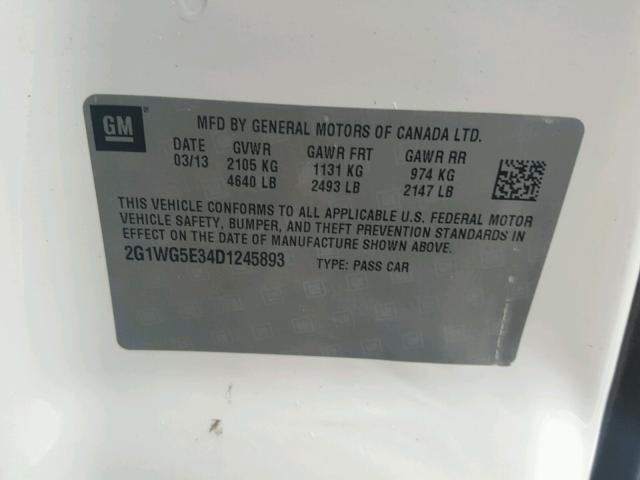 GM
MFD BY GENERAL MOTORS OF CANADA LTD.
DATE GVWR GAWR FRT GAWR RR
03/13 2105 KG 1131 KG 974 KG
4640 LB 2493 LB 2147 LB
THIS VEHICLE CONFORMS TO ALL APPLICABLE U.S. FEDERAL MOTOR
VEHICLE SAFETY, BUMPER, AND THEFT PREVENTION STANDARDS IN
EFFECT ON THE DATE OF MANUFACTURE SHOWN ABOVE.
2G1WG5E34D1245893 TYPE: PASS CAR